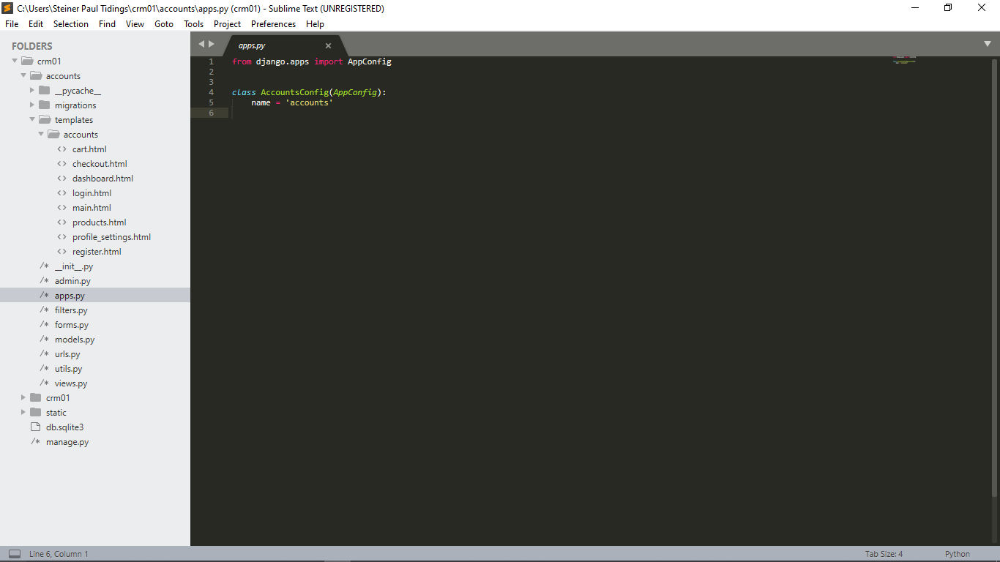 C:\Users\Steiner Paul Tidings\crm01\accounts\apps.py (crm01) - Sublime Text (UNREGISTERED)
File Edit Selection Find View Goto Tools Project Preferences Help
FOLDERS
crm01
accounts
__pycache__
migrations
templates
accounts
<> cart.html
<> checkout.html
<> dashboard.html
<> login.html
<> main.html
<> products.html
<> profile_settings.html
<> register.html
/* __init__.py
/* admin.py
/* apps.py
/* filters.py
/* forms.py
/* models.py
/* urls.py
/* utils.py
/* views.py
crm01
static
db.sqlite3
/* manage.py
apps.py
1 from django.apps import AppConfig
2
3
4 class AccountsConfig(AppConfig):
5     name = 'accounts'
6
Line 6, Column 1
Tab Size: 4
Python